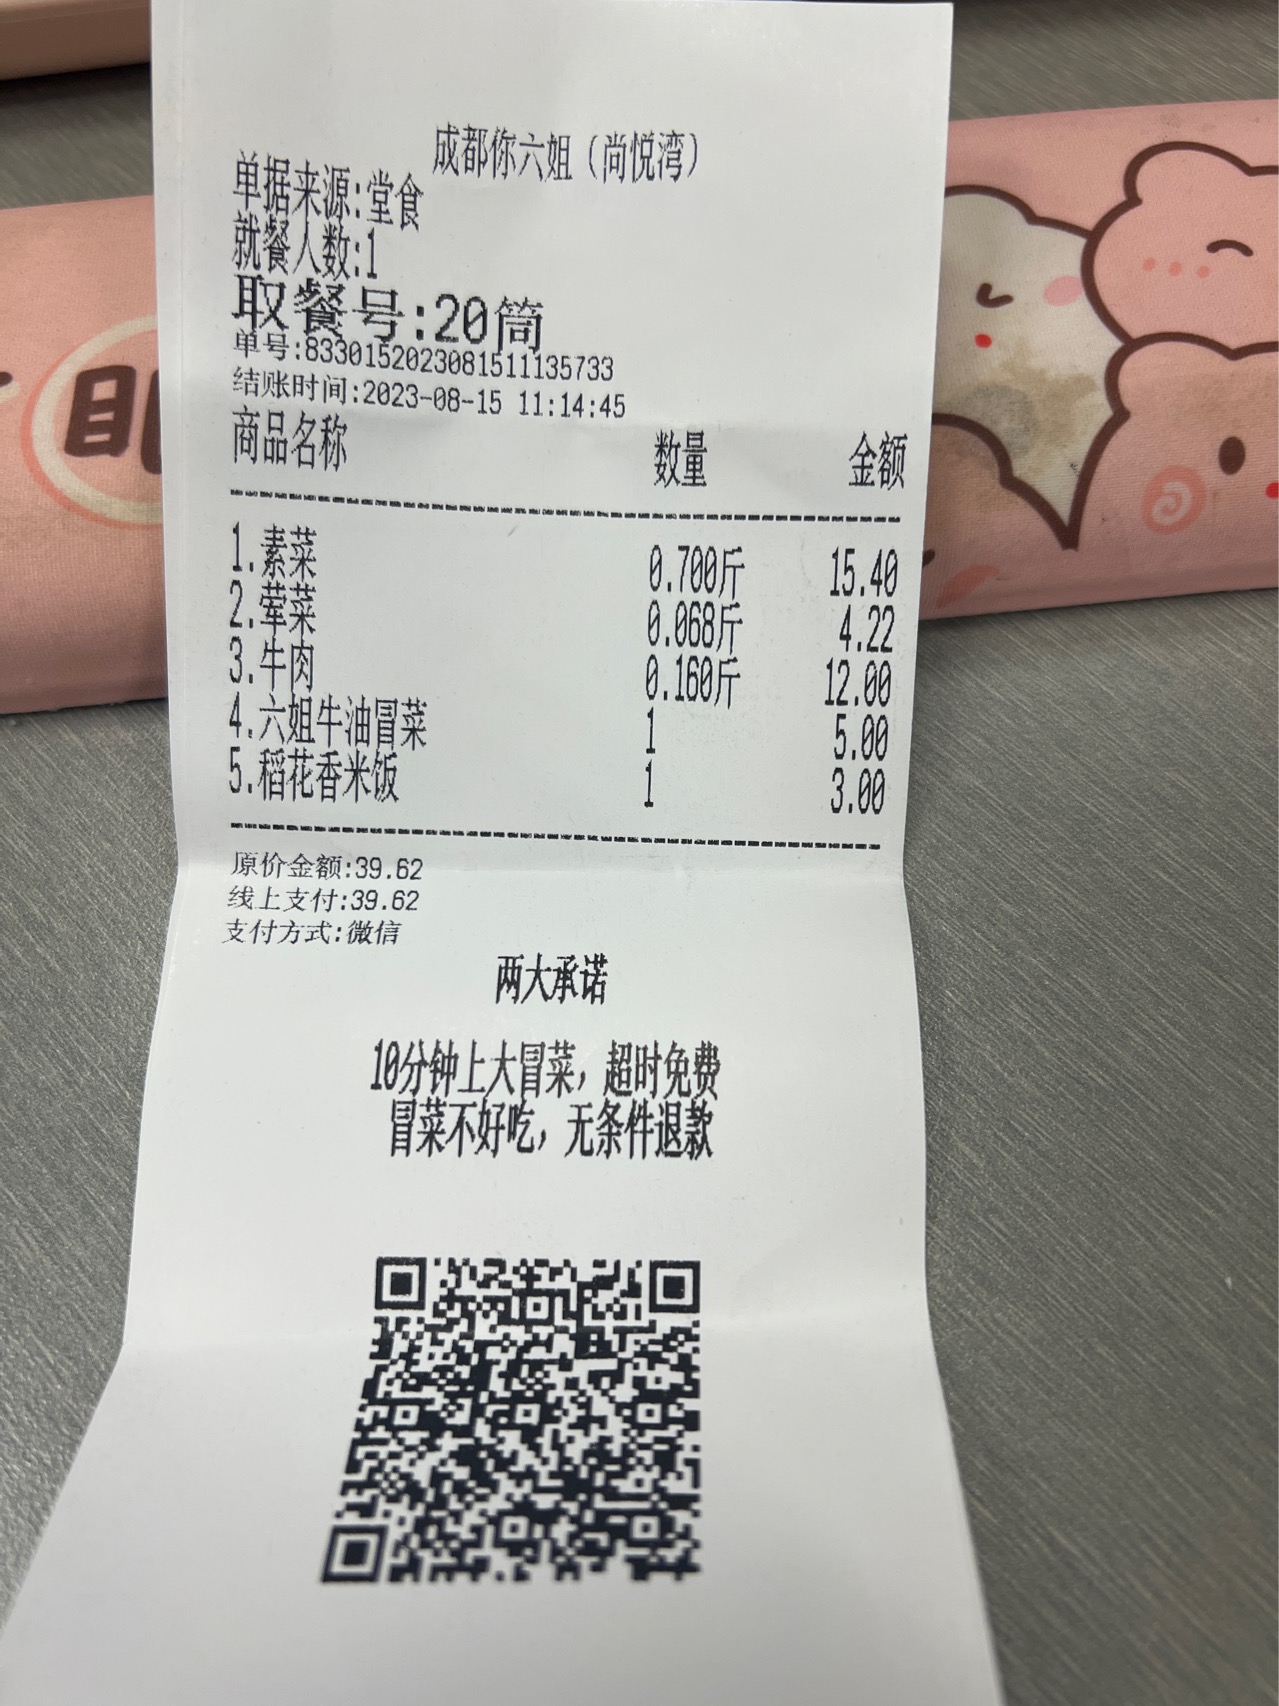 成都你六姐（尚悦湾）
单据来源:堂食
就餐人数:1
取餐号:20筒
单号:8330152023081511135733
结账时间:2023-08-15 11:14:45
商品名称 数量 金额
1.素菜 0.700斤 15.40
2.荤菜 0.068斤 4.22
3.牛肉 0.160斤 12.00
4.六姐牛油冒菜 1 5.00
5.稻花香米饭 1 3.00
原价金额:39.62
线上支付:39.62
支付方式:微信
两大承诺
10分钟上大冒菜，超时免费
冒菜不好吃，无条件退款